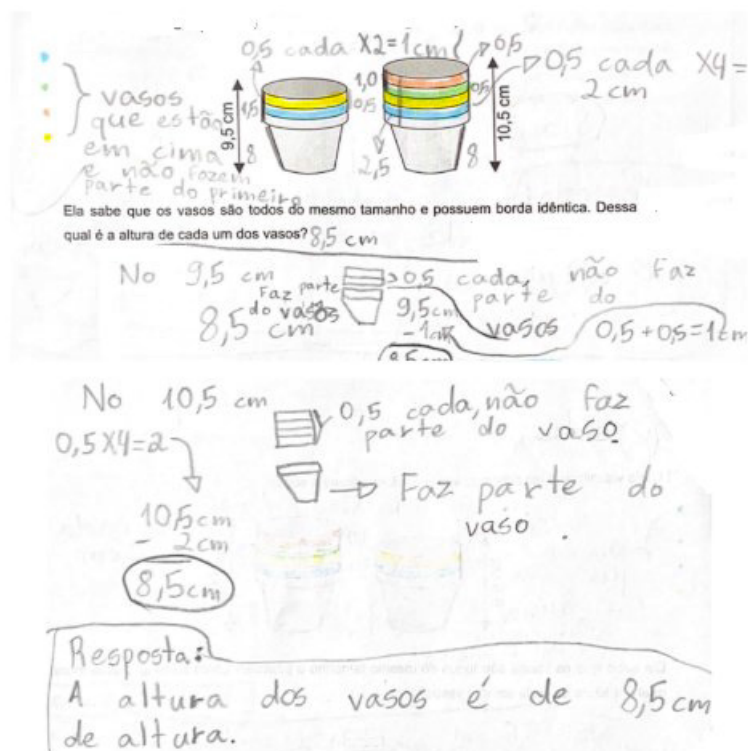 0,5 cada X2=1cm
0,5
0,5 cada X4=
2cm
vasos
que estão
em cima
e não fazem
parte do primeiro
9,5 cm
1,5
8
1,0
0,5
0,5
2,5
8
10,5 cm
Ela sabe que os vasos são todos do mesmo tamanho e possuem borda idêntica. Dessa
qual é a altura de cada um dos vasos? 8,5 cm
No 9,5 cm
Faz parte
do vasos
8,5 cm
0,5 cada, não faz
parte do
vasos
9,5cm
-1cm
8,5cm
0,5+0,5=1cm
No 10,5 cm
0,5 cada, não faz
parte do vaso.
0,5X4=2
Faz parte do
vaso.
10,5cm
- 2cm
8,5cm
Resposta:
A altura dos vasos é de 8,5cm
de altura.